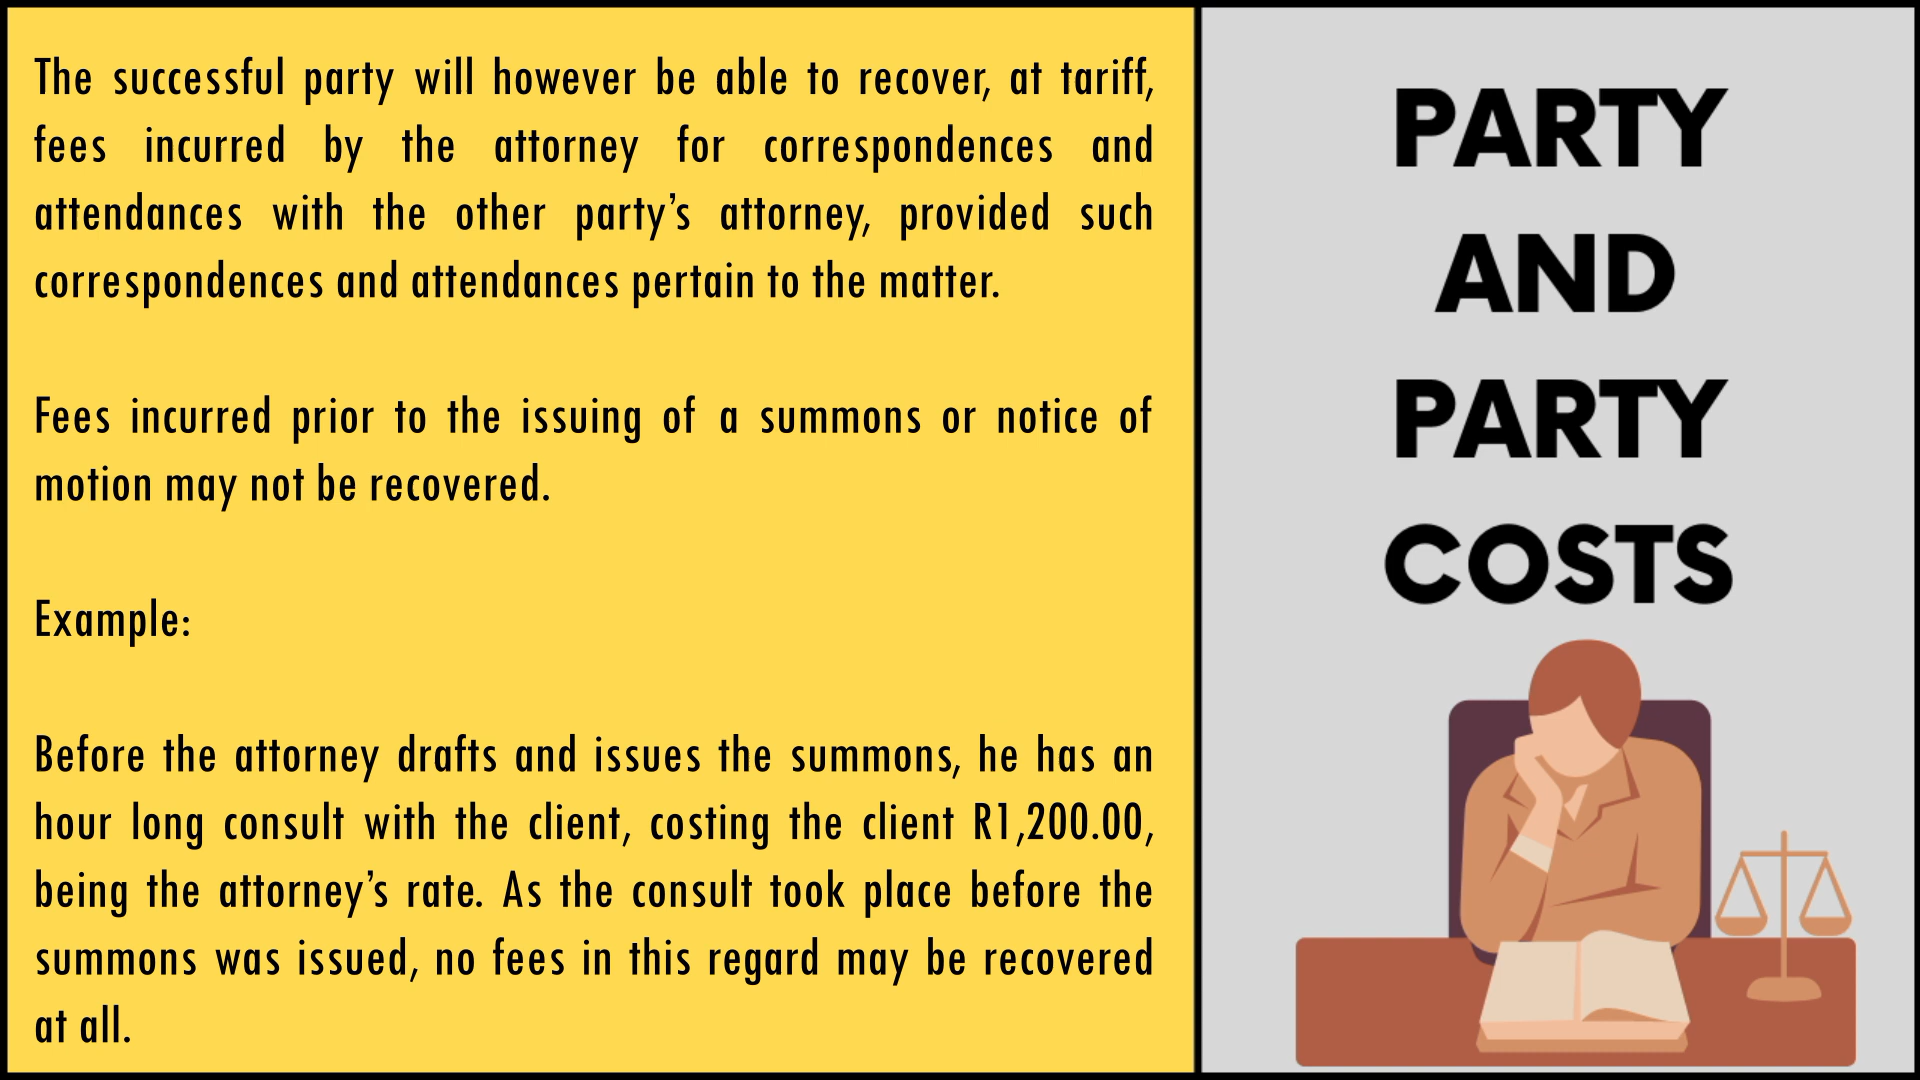 The successful party will however be able to recover, at tariff,
fees incurred by the attorney for correspondences and
attendances with the other party’s attorney, provided such
correspondences and attendances pertain to the matter.
Fees incurred prior to the issuing of a summons or notice of
motion may not be recovered.
Example:
Before the attorney drafts and issues the summons, he has an
hour long consult with the client, costing the client R1,200.00,
being the attorney’s rate. As the consult took place before the
summons was issued, no fees in this regard may be recovered
at all.
PARTY
AND
PARTY
COSTS